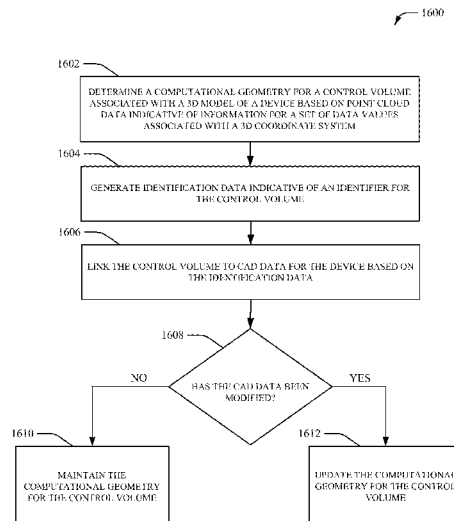 1600
1602
DETERMINE A COMPUTATIONAL GEOMETRY FOR A CONTROL VOLUME
ASSOCIATED WITH A 3D MODEL OF A DEVICE BASED ON POINT CLOUD
DATA INDICATIVE OF INFORMATION FOR A SET OF DATA VALUES
ASSOCIATED WITH A 3D COORDINATE SYSTEM
1604
GENERATE IDENTIFICATION DATA INDICATIVE OF AN IDENTIFIER FOR
THE CONTROL VOLUME
1606
LINK THE CONTROL VOLUME TO CAD DATA FOR THE DEVICE BASED ON
THE IDENTIFICATION DATA
1608
HAS THE CAD DATA BEEN
MODIFIED?
NO
YES
1610
MAINTAIN THE
COMPUTATIONAL GEOMETRY
FOR THE CONTROL VOLUME
1612
UPDATE THE COMPUTATIONAL
GEOMETRY FOR THE CONTROL
VOLUME